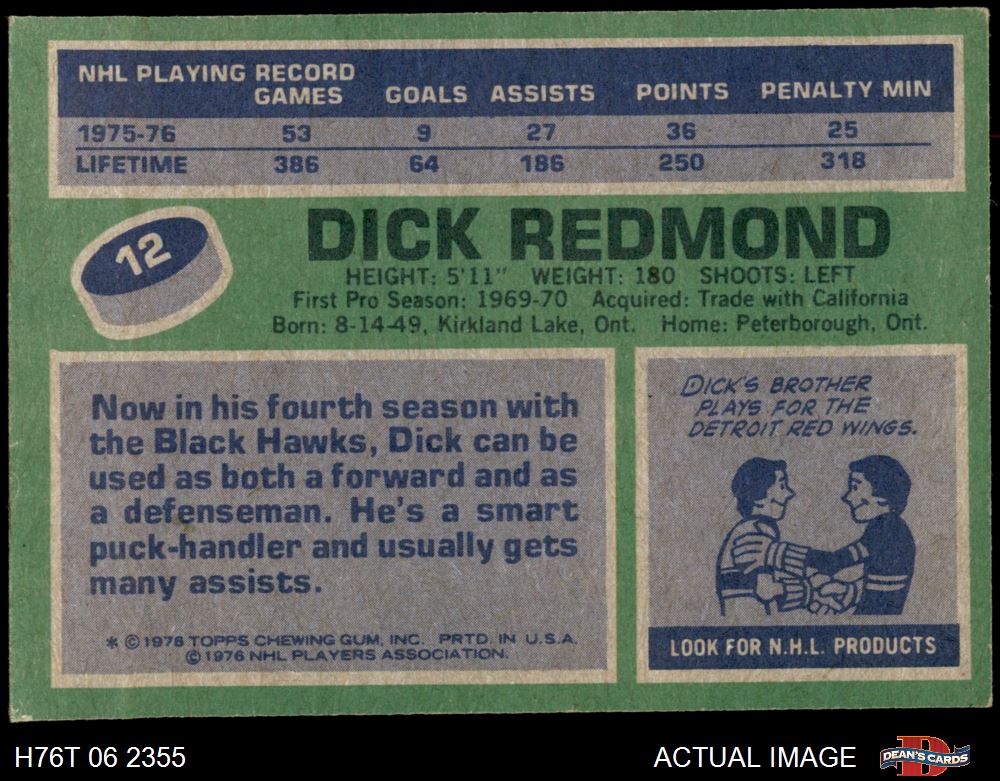 NHL PLAYING RECORD
GAMES GOALS ASSISTS POINTS PENALTY MIN
1975-76 53 9 27 36 25
LIFETIME 386 64 186 250 318
12
DICK REDMOND
HEIGHT: 5'11" WEIGHT: 180 SHOOTS: LEFT
First Pro Season: 1969-70 Acquired: Trade with California
Born: 8-14-49, Kirkland Lake, Ont. Home: Peterborough, Ont.
Now in his fourth season with
the Black Hawks, Dick can be
used as both a forward and as
a defenseman. He's a smart
puck-handler and usually gets
many assists.
* © 1976 TOPPS CHEWING GUM, INC. PRTD. IN U.S.A.
© 1976 NHL PLAYERS ASSOCIATION.
DICK'S BROTHER
PLAYS FOR THE
DETROIT RED WINGS.
LOOK FOR N.H.L. PRODUCTS
H76T 06 2355
ACTUAL IMAGE
DEAN'S CARDS